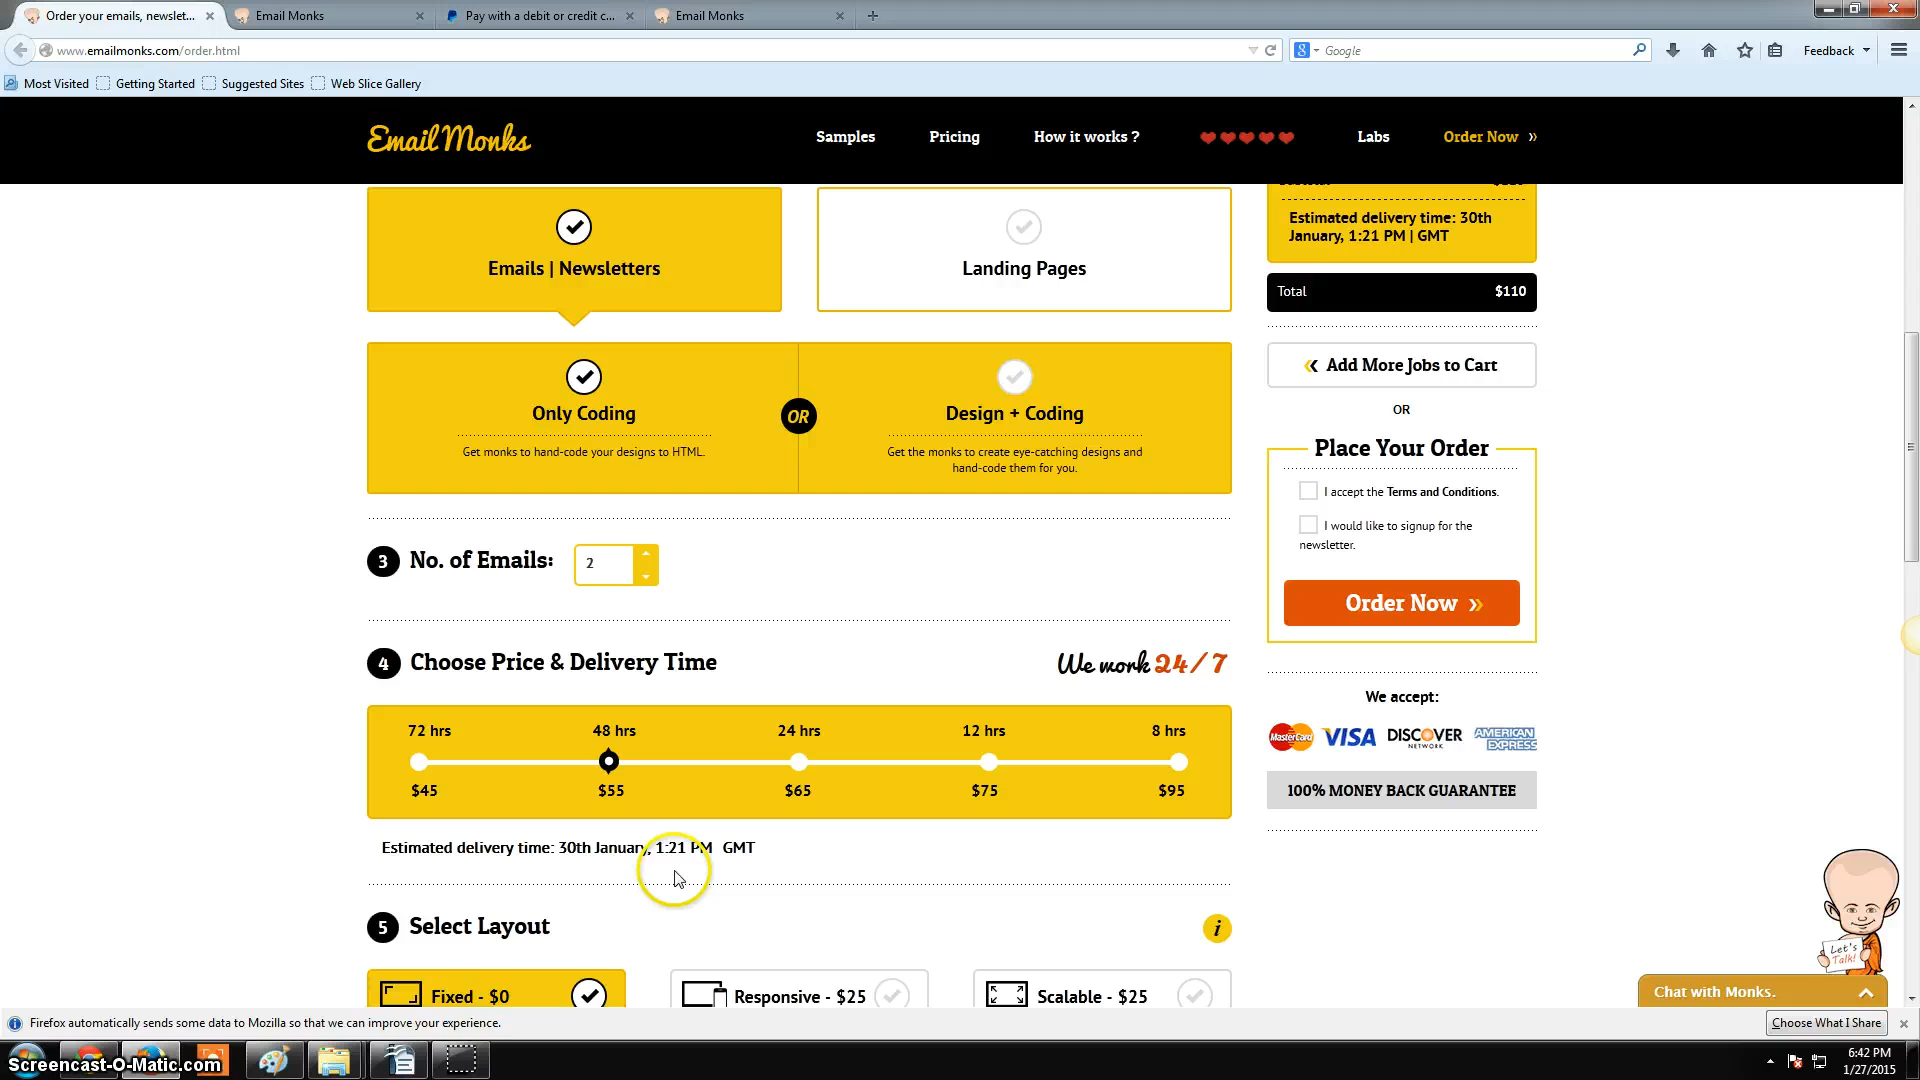 Order your emails, newslet...
Email Monks
Pay with a debit or credit c...
Email Monks
www.emailmonks.com/order.html
Google
Feedback
Most Visited
Getting Started
Suggested Sites
Web Slice Gallery
Email Monks
Samples
Pricing
How it works ?
Labs
Order Now »
Emails | Newsletters
Landing Pages
Only Coding
Get monks to hand-code your designs to HTML.
OR
Design + Coding
Get the monks to create eye-catching designs and
hand-code them for you.
3 No. of Emails: 2
4 Choose Price & Delivery Time
We work 24/7
72 hrs 48 hrs 24 hrs 12 hrs 8 hrs
$45 $55 $65 $75 $95
Estimated delivery time: 30th January, 1:21 PM GMT
5 Select Layout
i
Fixed - $0
Responsive - $25
Scalable - $25
Estimated delivery time: 30th
January, 1:21 PM | GMT
Total $110
« Add More Jobs to Cart
OR
Place Your Order
I accept the Terms and Conditions.
I would like to signup for the
newsletter.
Order Now »
We accept:
MasterCard VISA DISCOVER NETWORK AMERICAN EXPRESS
100% MONEY BACK GUARANTEE
Let's
Talk!
Chat with Monks.
Firefox automatically sends some data to Mozilla so that we can improve your experience.
Choose What I Share
Screencast-O-Matic.com
6:42 PM
1/27/2015